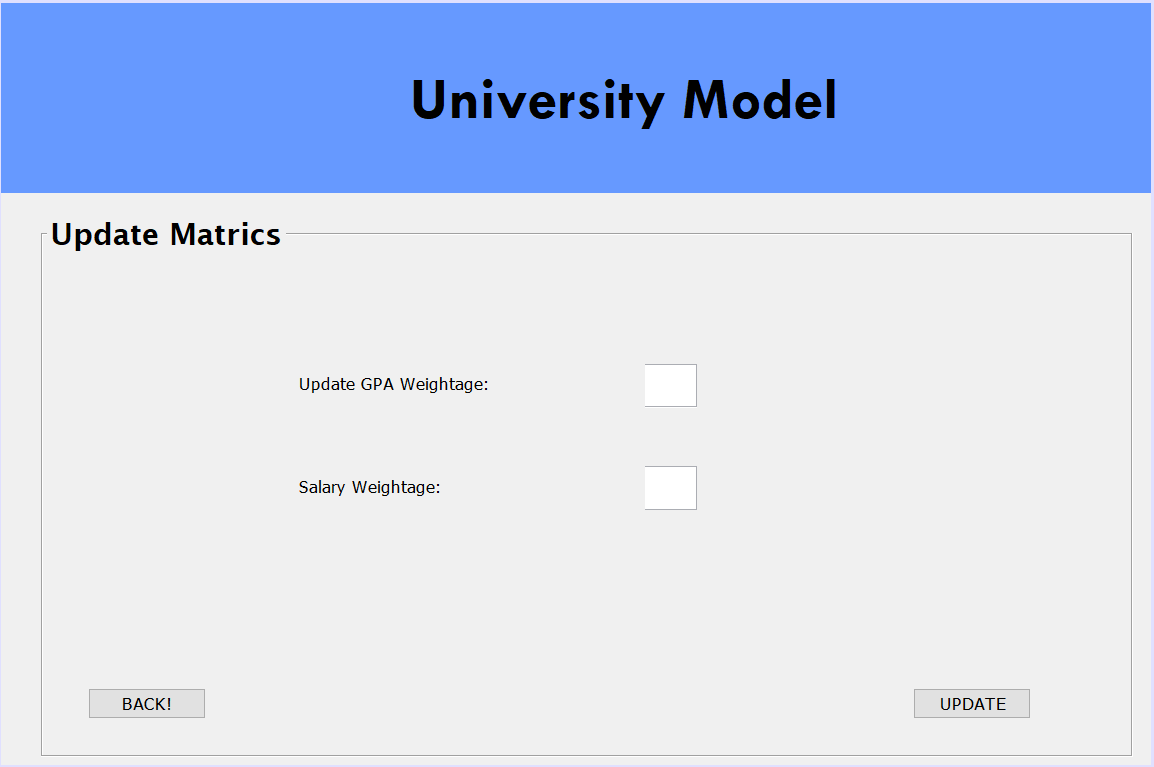 University Model
Update Matrics
Update GPA Weightage:
Salary Weightage:
BACK!
UPDATE